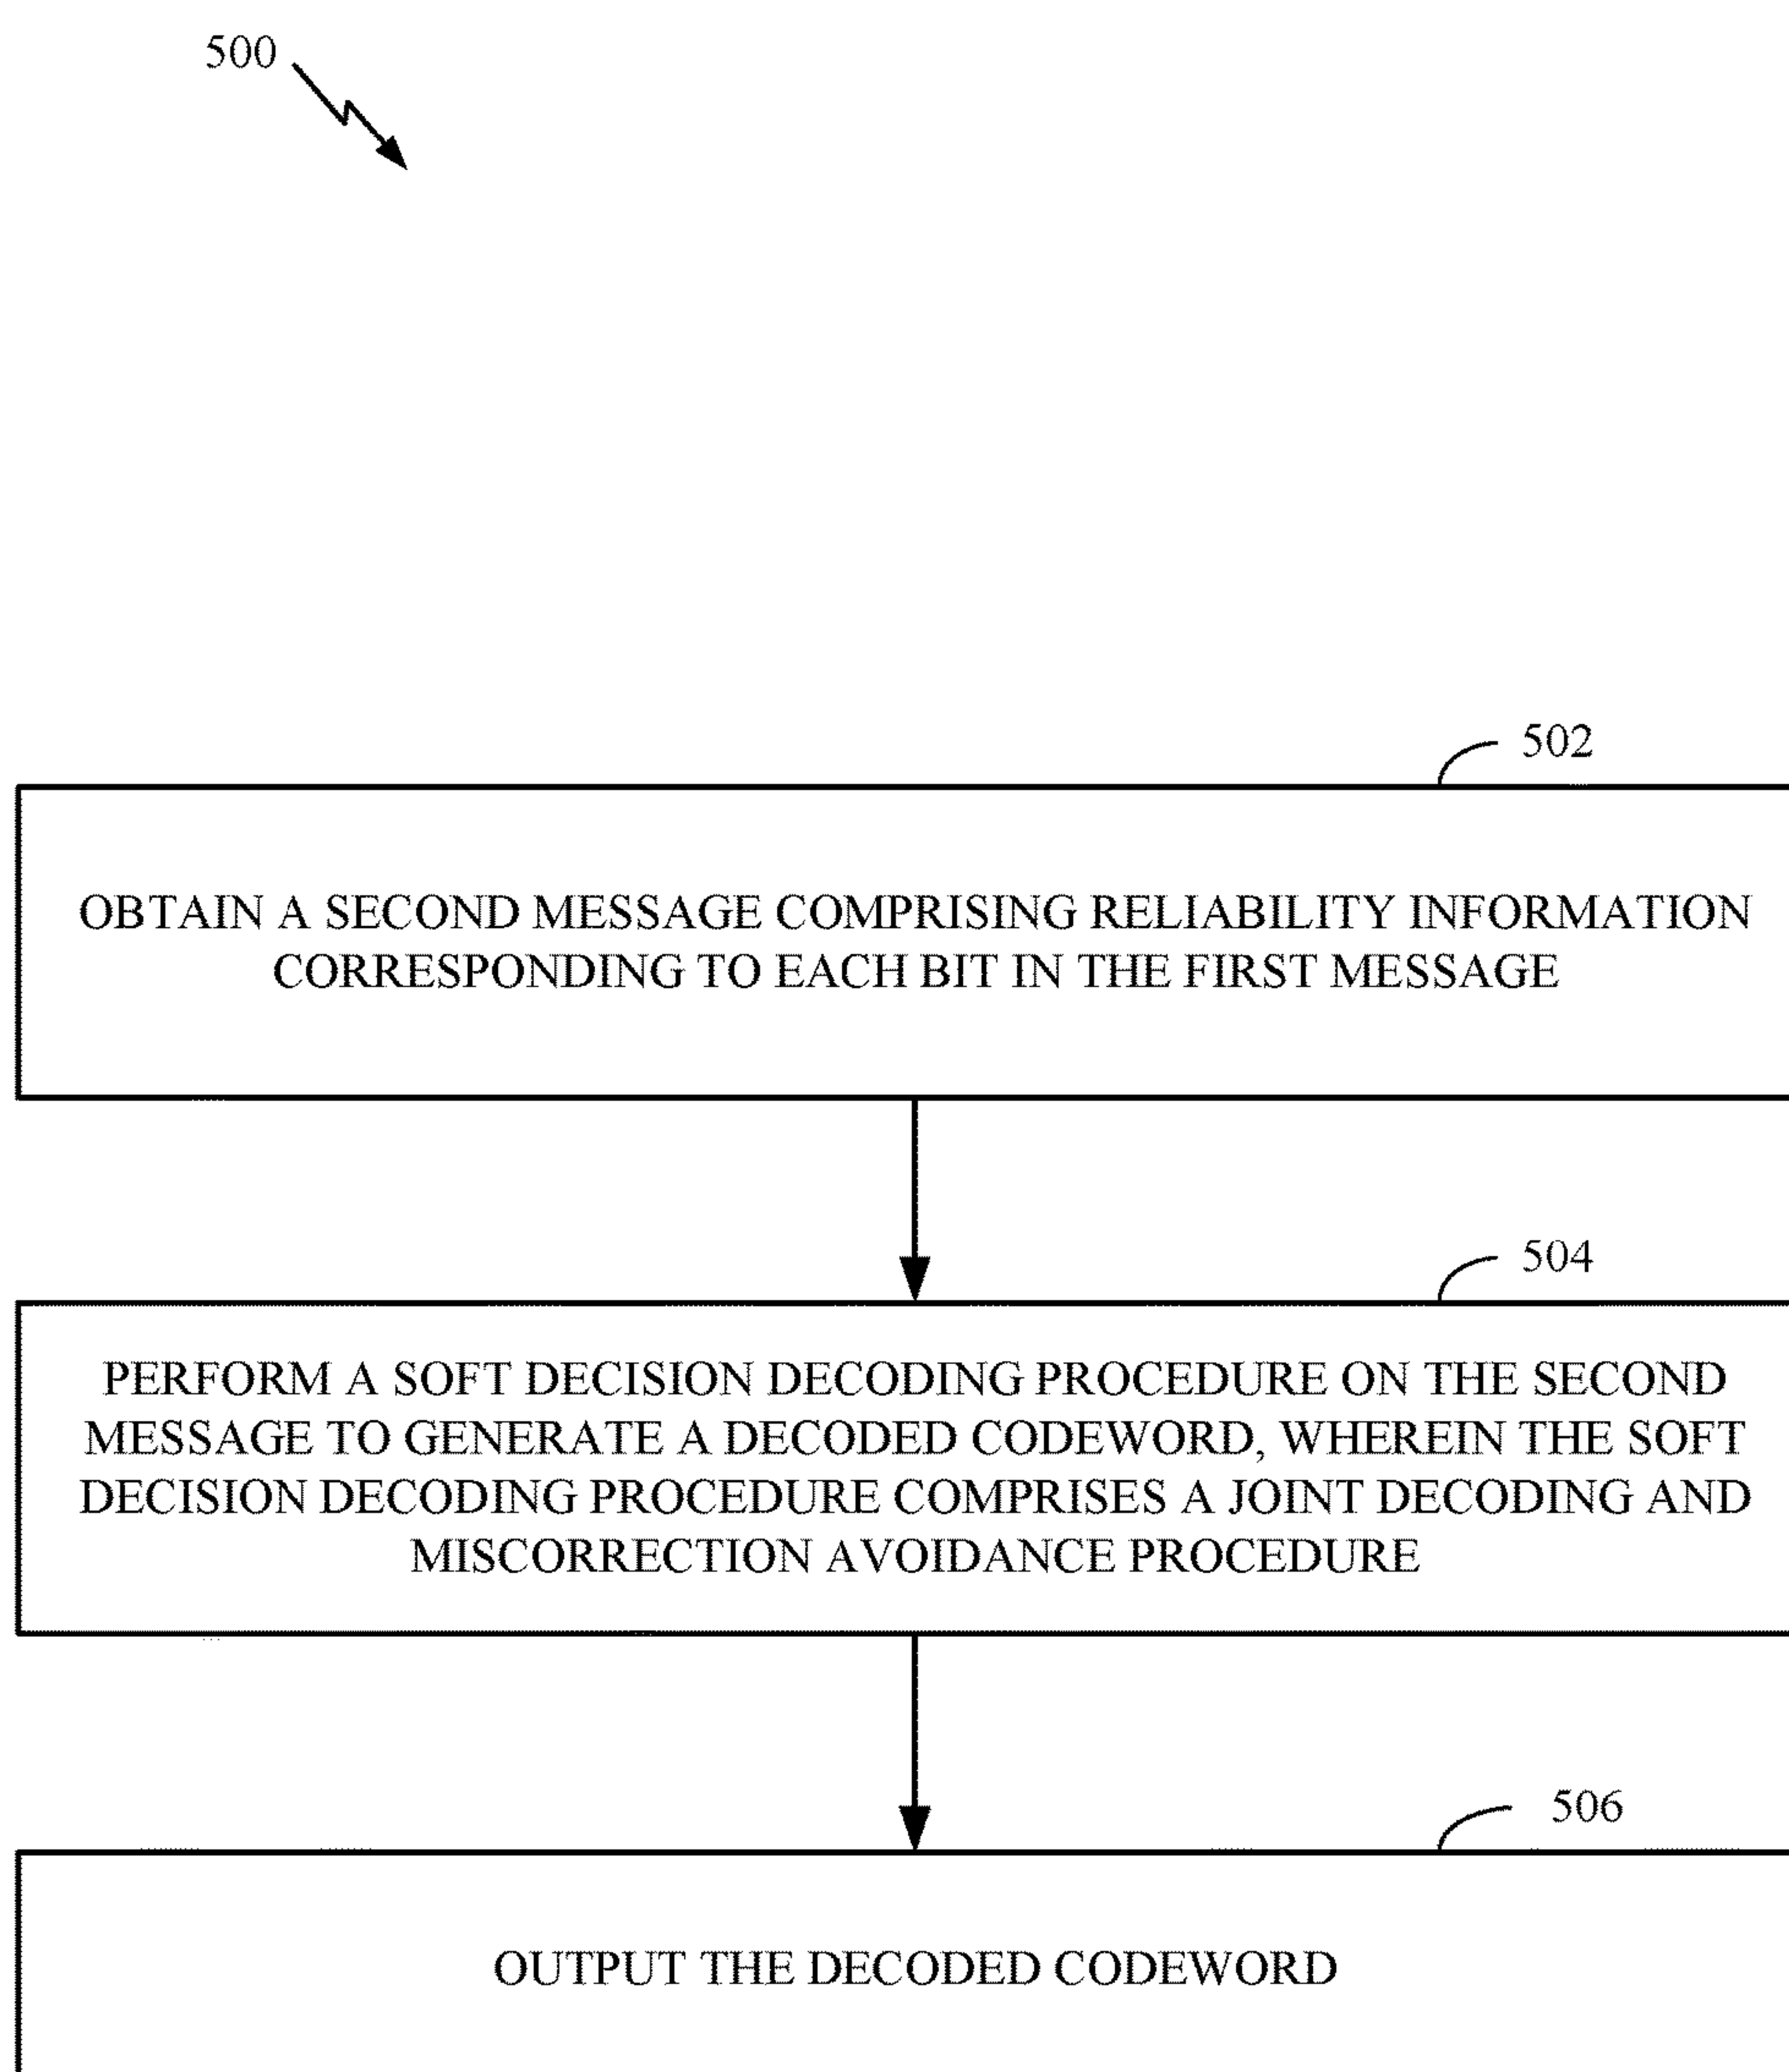 500
502
OBTAIN A SECOND MESSAGE COMPRISING RELIABILITY INFORMATION
CORRESPONDING TO EACH BIT IN THE FIRST MESSAGE
504
PERFORM A SOFT DECISION DECODING PROCEDURE ON THE SECOND
MESSAGE TO GENERATE A DECODED CODEWORD, WHEREIN THE SOFT
DECISION DECODING PROCEDURE COMPRISES A JOINT DECODING AND
MISCORRECTION AVOIDANCE PROCEDURE
506
OUTPUT THE DECODED CODEWORD